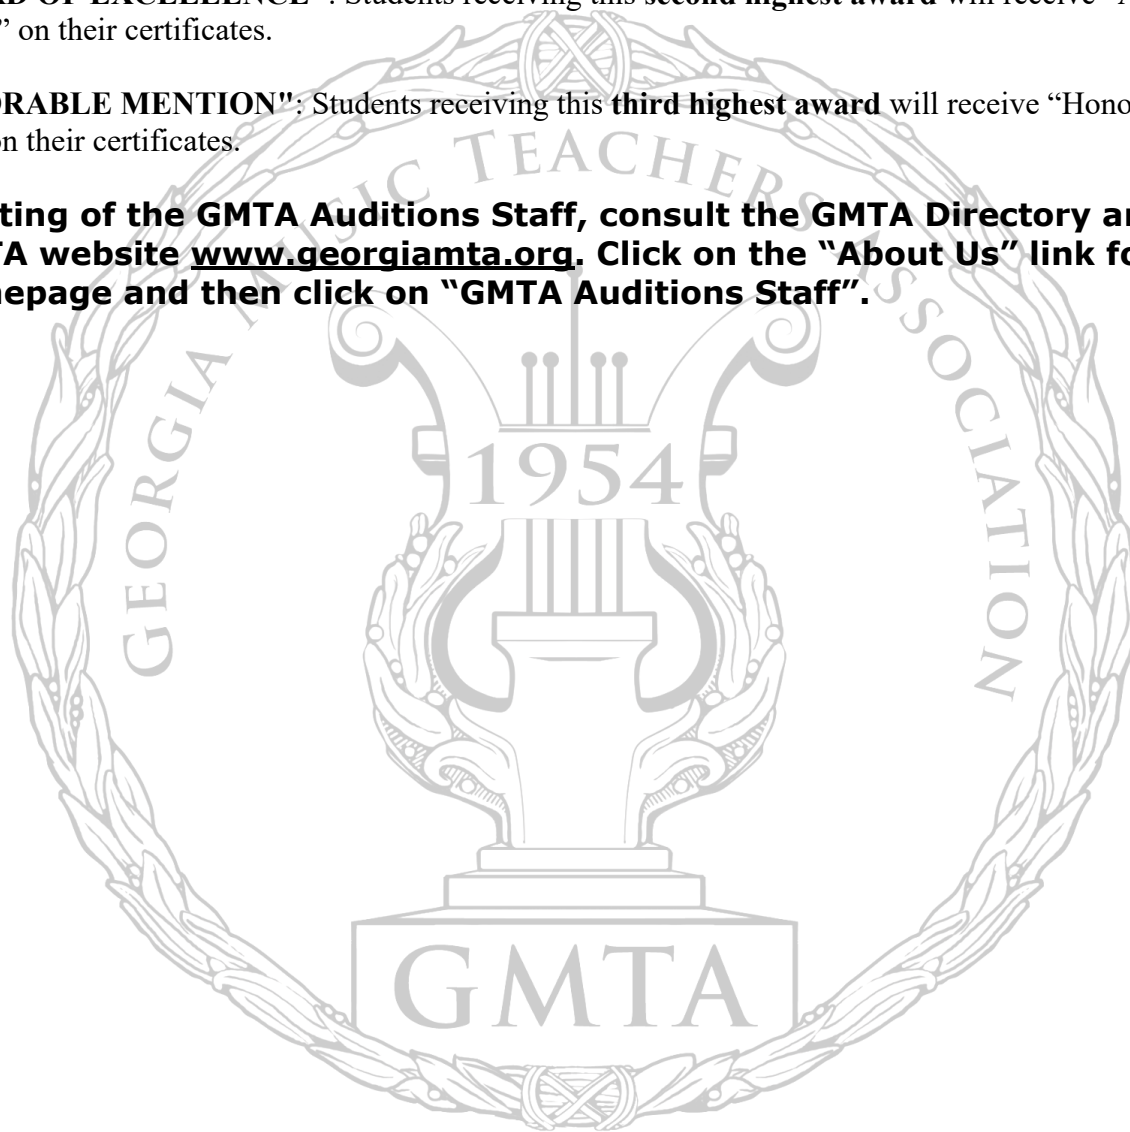 RD OF EXCELLENCE": Students receiving this second highest award will receive “A
” on their certificates.
ORABLE MENTION": Students receiving this third highest award will receive “Hono
on their certificates.
ting of the GMTA Auditions Staff, consult the GMTA Directory an
TA website www.georgiamta.org. Click on the “About Us” link fo
mepage and then click on “GMTA Auditions Staff”.
GEORGIA MUSIC TEACHERS ASSOCIATION
1954
GMTA